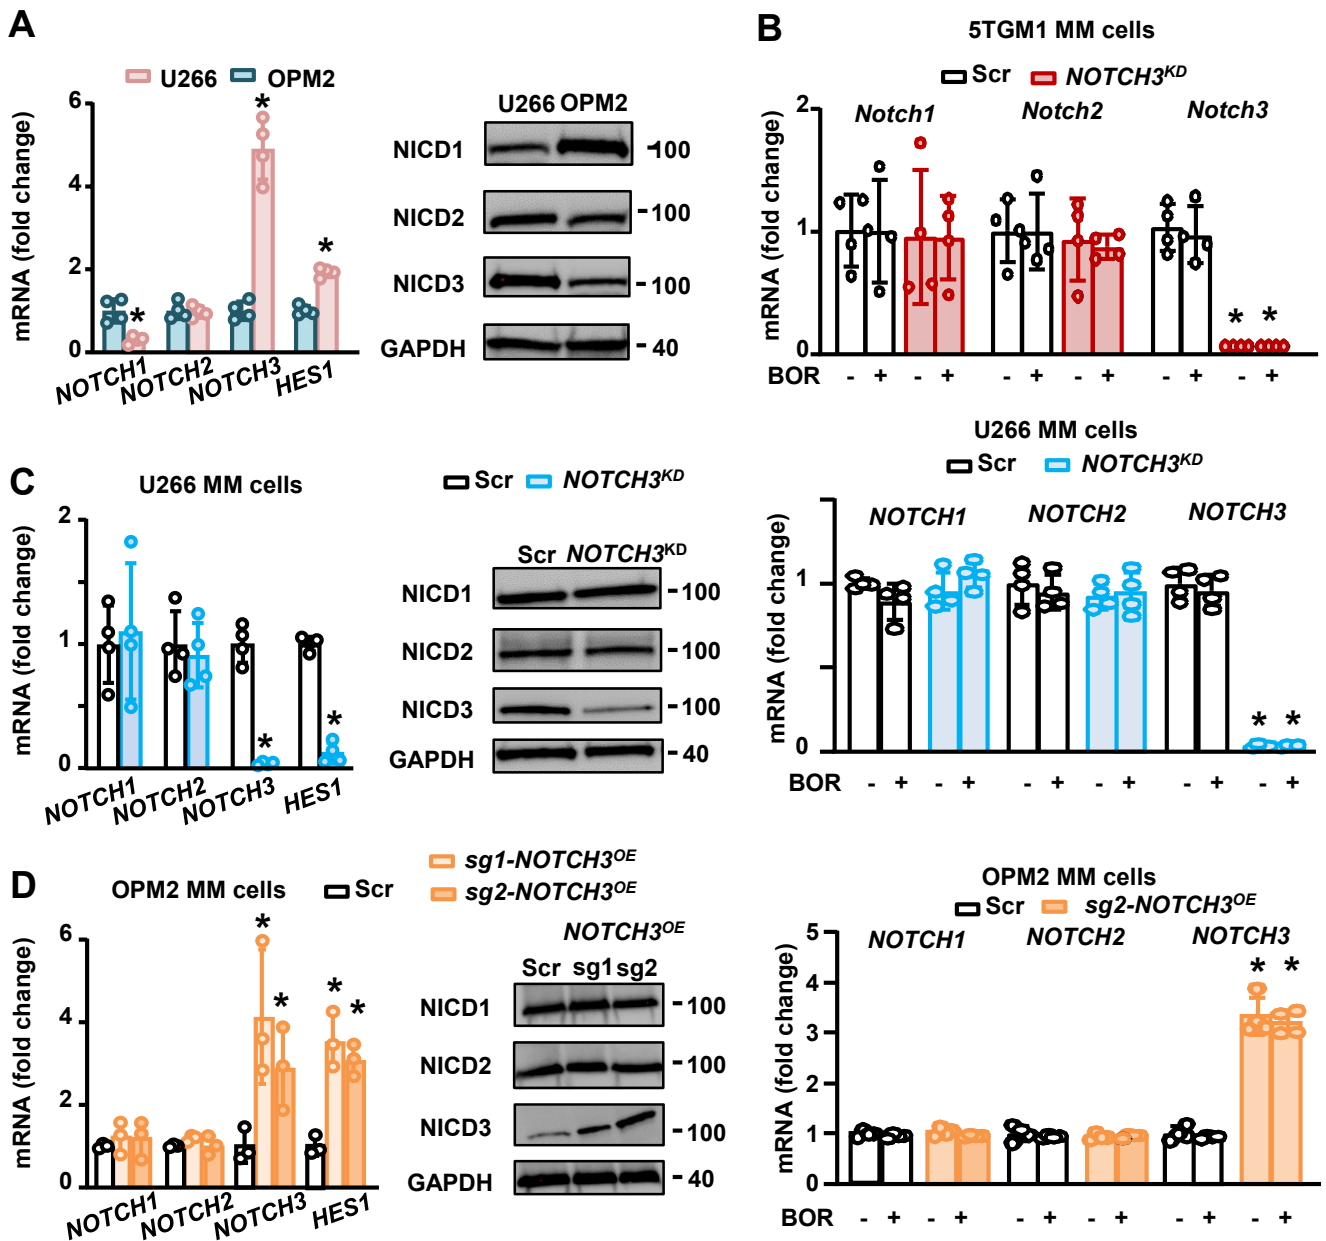 A
U266 OPM2
mRNA (fold change)
6
4
2
0
*
*
*
NOTCH1 NOTCH2 NOTCH3 HES1
U266 OPM2
NICD1 -100
NICD2 -100
NICD3 -100
GAPDH -40
B
5TGM1 MM cells
Scr NOTCH3KD
mRNA (fold change)
2
1
0
Notch1 Notch2 Notch3
* *
BOR - + - + - + - + - + - +
U266 MM cells
Scr NOTCH3KD
mRNA (fold change)
1
0
NOTCH1 NOTCH2 NOTCH3
* *
BOR - + - + - + - + - + - +
C
U266 MM cells
Scr NOTCH3KD
mRNA (fold change)
2
1
0
* *
NOTCH1 NOTCH2 NOTCH3 HES1
Scr NOTCH3KD
NICD1 -100
NICD2 -100
NICD3 -100
GAPDH -40
D
OPM2 MM cells
Scr
sg1-NOTCH3OE
sg2-NOTCH3OE
mRNA (fold change)
6
4
2
0
* * * *
NOTCH1 NOTCH2 NOTCH3 HES1
NOTCH3OE
Scr sg1 sg2
NICD1 -100
NICD2 -100
NICD3 -100
GAPDH -40
OPM2 MM cells
Scr sg2-NOTCH3OE
mRNA (fold change)
5
4
3
2
1
0
NOTCH1 NOTCH2 NOTCH3
* *
BOR - + - + - + - + - + - +